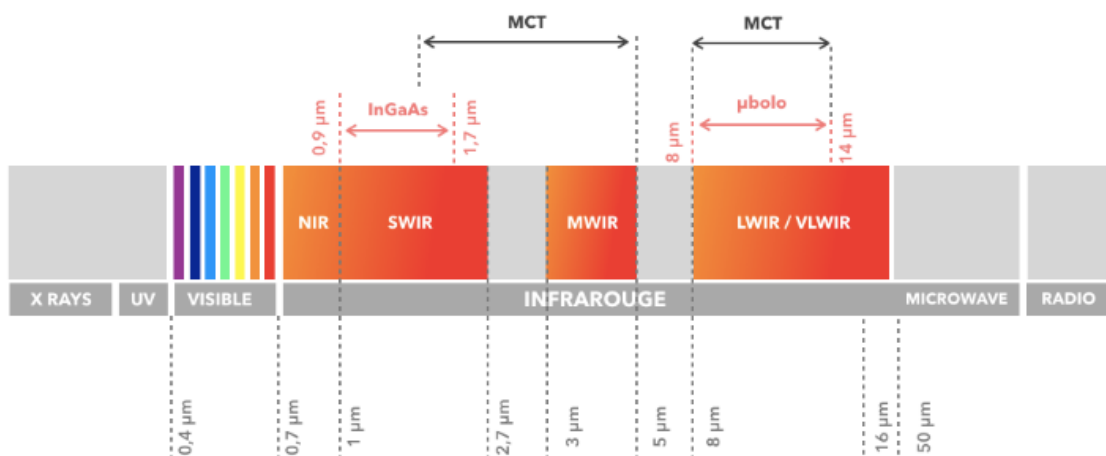 MCT
MCT
InGaAs
µbolo
0,9 µm
1,7 µm
8 µm
14 µm
NIR
SWIR
MWIR
LWIR / VLWIR
X RAYS
UV
VISIBLE
INFRAROUGE
MICROWAVE
RADIO
0,4 µm
0,7 µm
1 µm
2,7 µm
3 µm
5 µm
8 µm
16 µm
50 µm